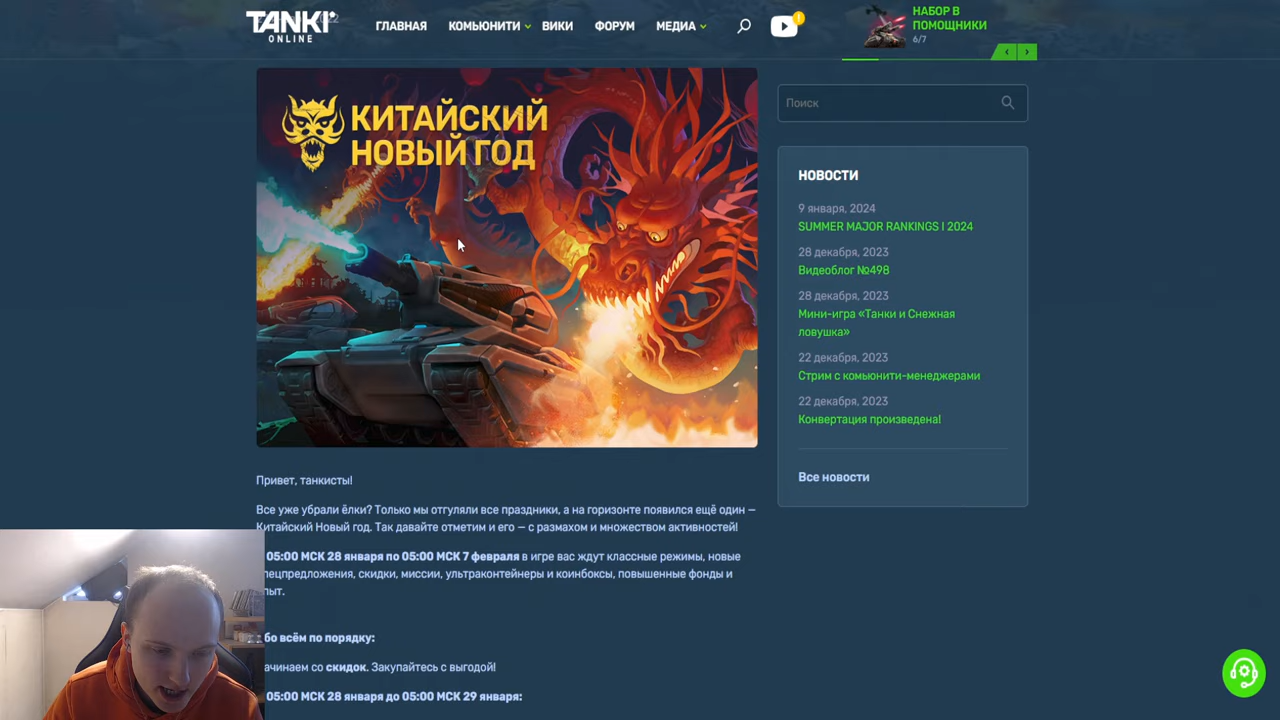 TANKI
ONLINE
ГЛАВНАЯ
КОМЬЮНИТИ
ВИКИ
ФОРУМ
МЕДИА
1
НАБОР В
ПОМОЩНИКИ
6/7
КИТАЙСКИЙ
НОВЫЙ ГОД
Привет, танкисты!
Все уже убрали ёлки? Только мы отгуляли все праздники, а на горизонте появился ещё один —
Китайский Новый год. Так давайте отметим и его — с размахом и множеством активностей!
05:00 МСК 28 января по 05:00 МСК 7 февраля в игре вас ждут классные режимы, новые
спецпредложения, скидки, миссии, ультраконтейнеры и коинбоксы, повышенные фонды и
опыт.
обо всём по порядку:
Начинаем со скидок. Закупайтесь с выгодой!
05:00 МСК 28 января до 05:00 МСК 29 января:
Поиск
НОВОСТИ
9 января, 2024
SUMMER MAJOR RANKINGS I 2024
28 декабря, 2023
Видеоблог №498
28 декабря, 2023
Мини-игра «Танки и Снежная
ловушка»
22 декабря, 2023
Стрим с комьюнити-менеджерами
22 декабря, 2023
Конвертация произведена!
Все новости